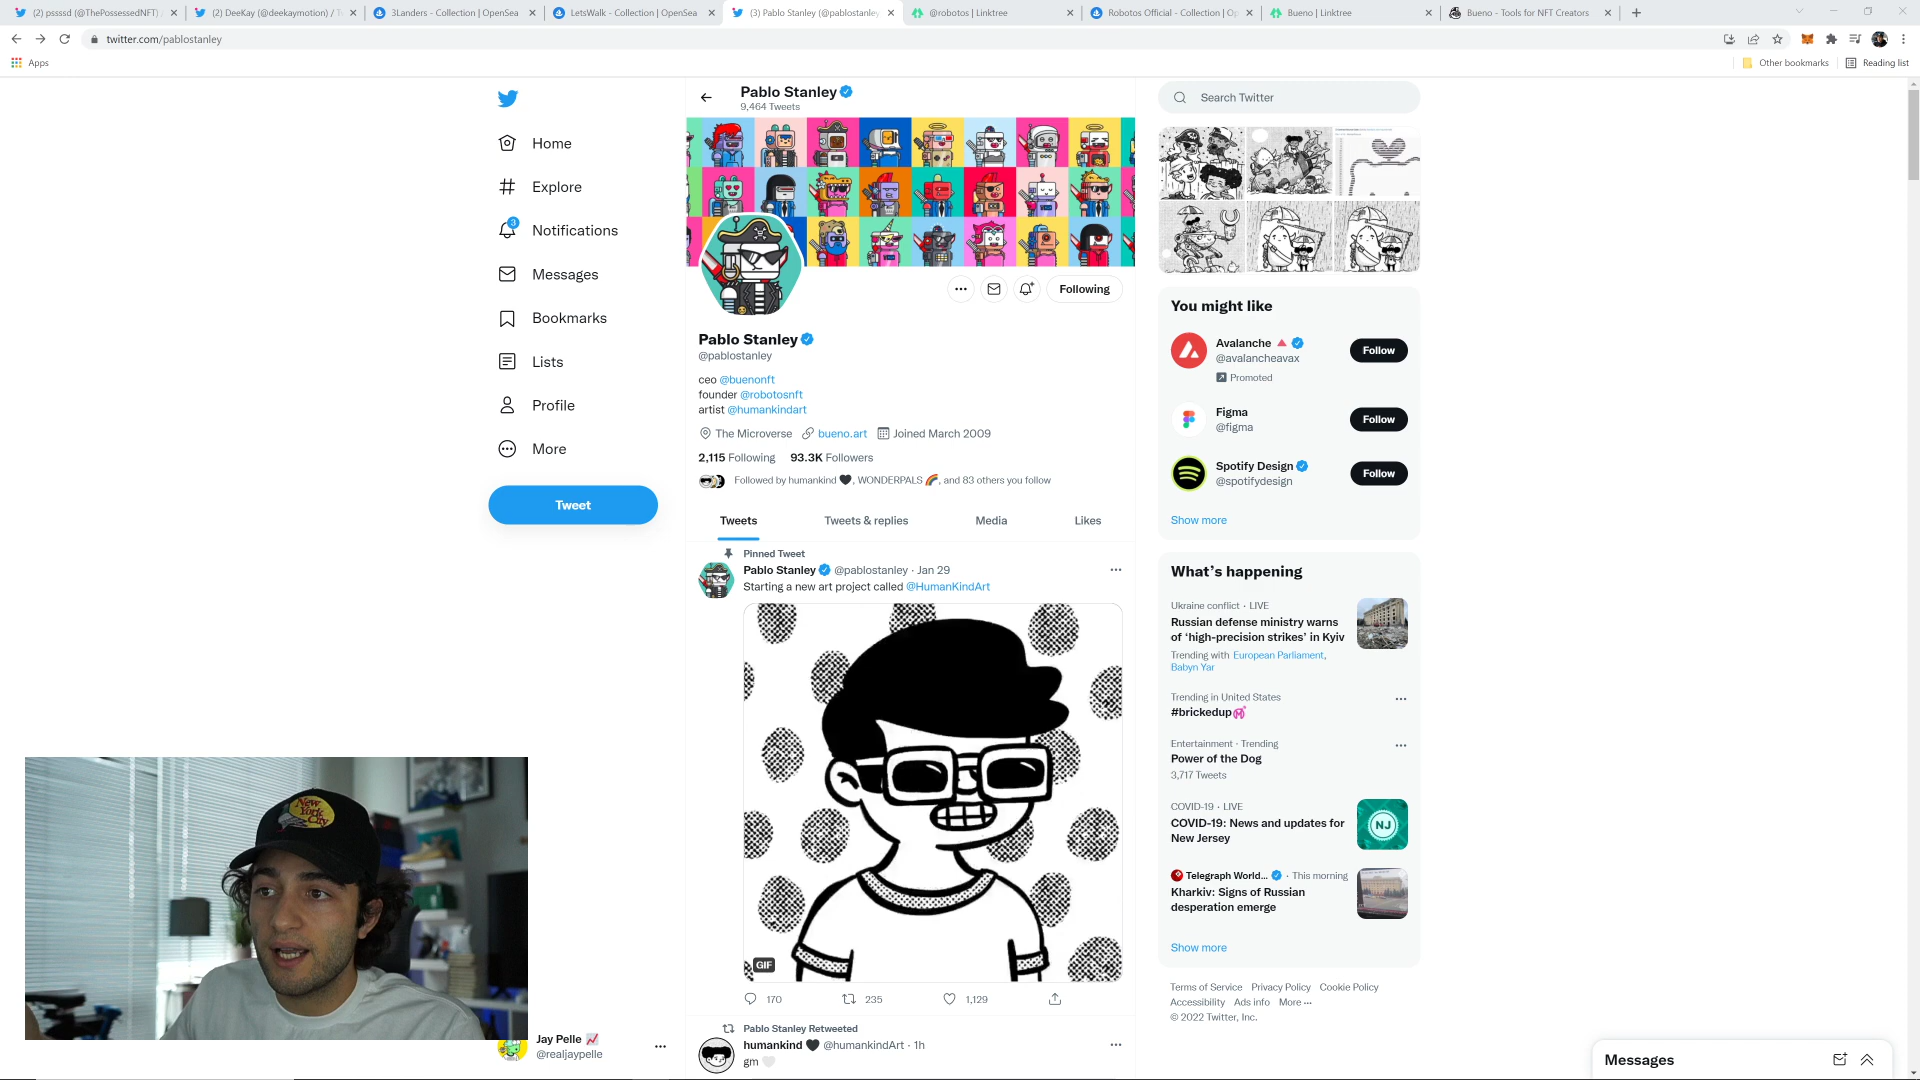 (2) pssssd (@ThePossessedNFT)
(2) DeeKay (@deekaymotion) / Tw
3Landers - Collection | OpenSea
LetsWalk - Collection | OpenSea
(3) Pablo Stanley (@pablostanley
@robotos | Linktree
Robotos Official - Collection | Op
Bueno | Linktree
Bueno - Tools for NFT Creators
twitter.com/pablostanley
Apps
Other bookmarks
Reading list
Home
Explore
3
Notifications
Messages
Bookmarks
Lists
Profile
More
Tweet
Jay Pelle
@realjaypelle
Pablo Stanley
9,464 Tweets
Following
Pablo Stanley
@pablostanley
ceo @buenonft
founder @robotosnft
artist @humankindart
The Microverse bueno.art Joined March 2009
2,115 Following 93.3K Followers
Followed by humankind 🖤, WONDERPALS 🌈, and 83 others you follow
Tweets Tweets & replies Media Likes
Pinned Tweet
Pablo Stanley @pablostanley · Jan 29
Starting a new art project called @HumanKindArt
GIF
170 235 1,129
Pablo Stanley Retweeted
humankind 🖤 @humankindArt · 1h
gm 🤍
Search Twitter
You might like
Avalanche 🔺
@avalancheavax
Promoted
Follow
Figma
@figma
Follow
Spotify Design
@spotifydesign
Follow
Show more
What's happening
Ukraine conflict · LIVE
Russian defense ministry warns
of 'high-precision strikes' in Kyiv
Trending with European Parliament,
Babyn Yar
Trending in United States
#brickedup
Entertainment · Trending
Power of the Dog
3,717 Tweets
COVID-19 · LIVE
COVID-19: News and updates for
New Jersey
NJ
Telegraph World... · This morning
Kharkiv: Signs of Russian
desperation emerge
Show more
Terms of Service Privacy Policy Cookie Policy
Accessibility Ads info More ···
© 2022 Twitter, Inc.
Messages
New York
City